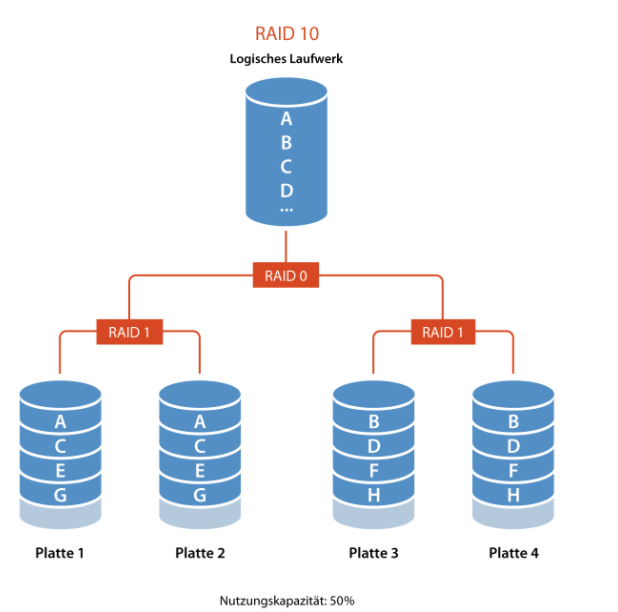 RAID 10
Logisches Laufwerk
A
B
C
D
...
RAID 0
RAID 1 RAID 1
A A B B
C C D D
E E F F
G G H H
Platte 1 Platte 2 Platte 3 Platte 4
Nutzungskapazität: 50%